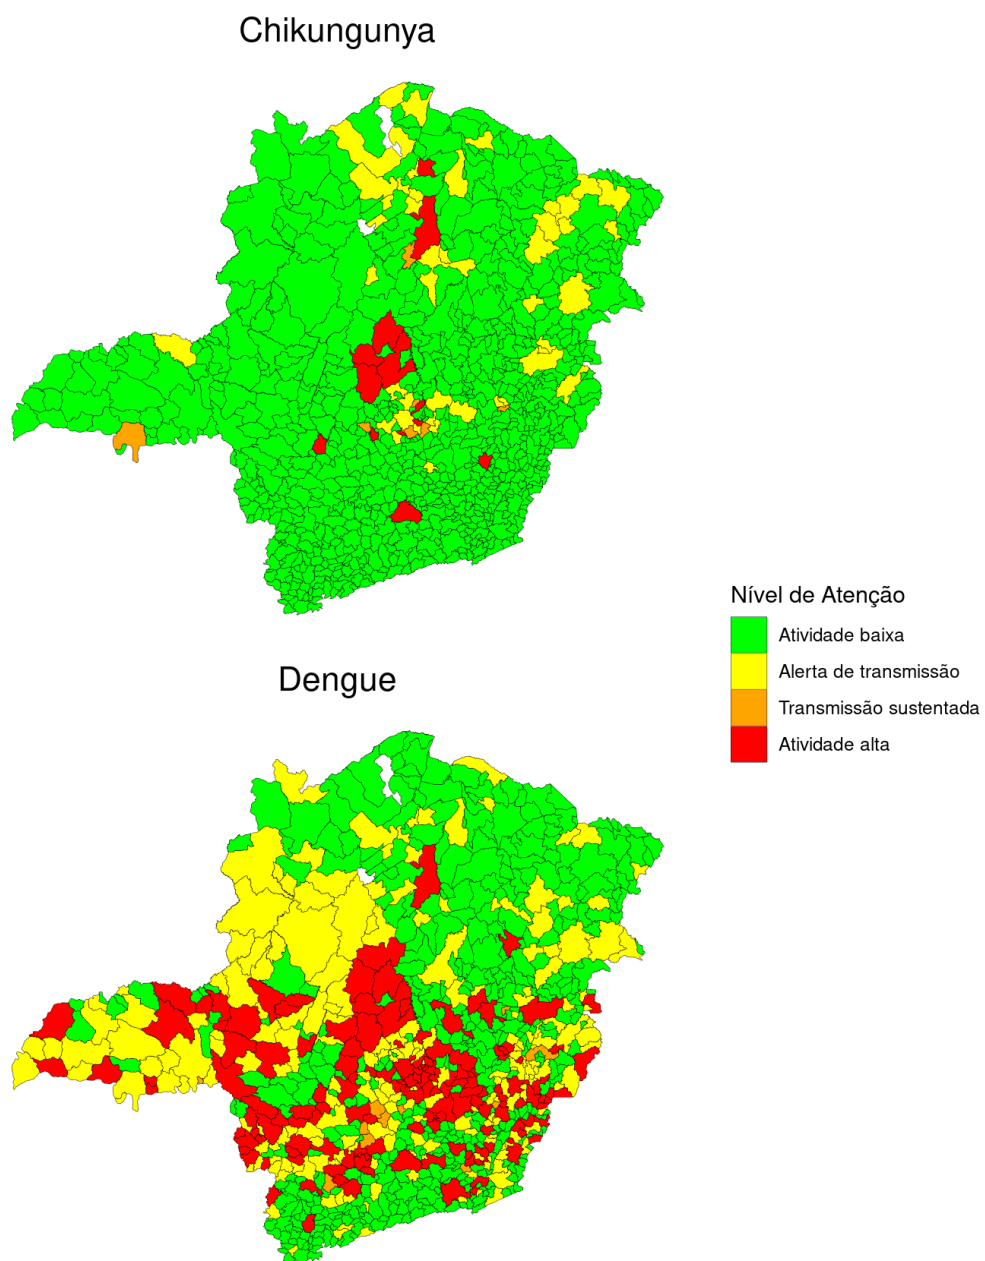 Chikungunya
Nível de Atenção
Atividade baixa
Alerta de transmissão
Transmissão sustentada
Atividade alta
Dengue